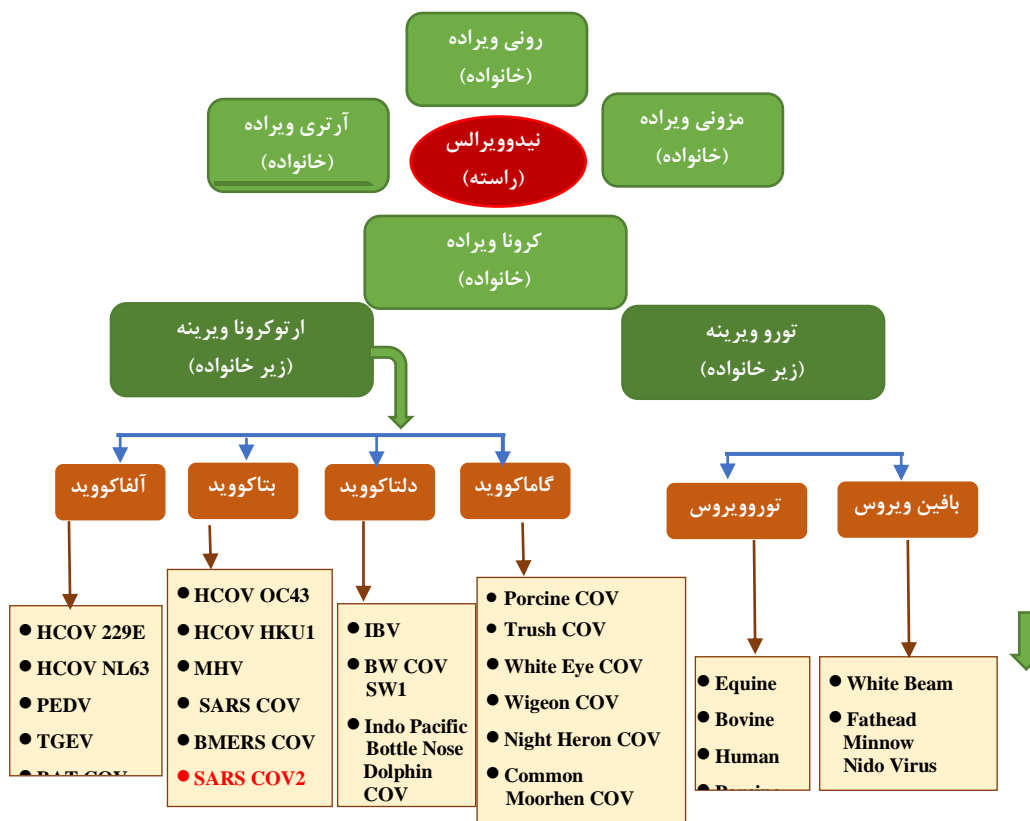 رونی ویراده
(خانواده)
آرتری ویراده
(خانواده)
مزونی ویراده
(خانواده)
نیدوویرالس
(راسته)
کرونا ویراده
(خانواده)
ارتوکرونا ویرینه
(زیر خانواده)
تورو ویرینه
(زیر خانواده)
آلفاکووید
بتاکووید
دلتاکووید
گاماکووید
توروویروس
بافین ویروس
HCOV 229E
HCOV NL63
PEDV
TGEV
BAT COV
HCOV OC43
HCOV HKU1
MHV
SARS COV
BMERS COV
SARS COV2
IBV
BW COV
SW1
Indo Pacific
Bottle Nose
Dolphin
COV
Porcine COV
Trush COV
White Eye COV
Wigeon COV
Night Heron COV
Common
Moorhen COV
Equine
Bovine
Human
Porcine
White Beam
Fathead
Minnow
Nido Virus